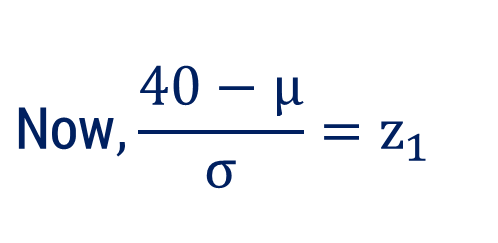 Now, (40 − μ)/σ = z₁